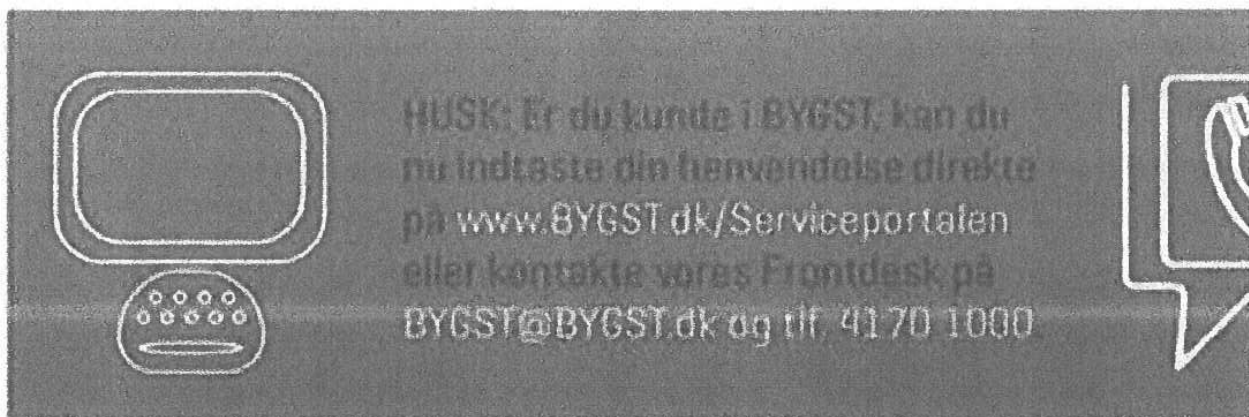 HUSK: Er du kunde i BYGST, kan du
nu indtaste din henvendelse direkte
på www.BYGST.dk/Serviceportalen
eller kontakte vores Frontdesk på
BYGST@BYGST.dk og tlf. 4170 1000